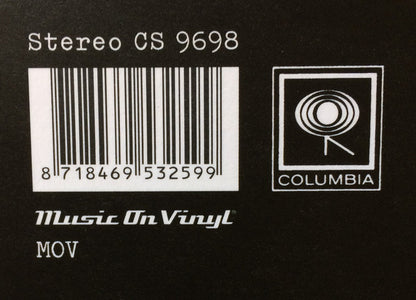 Stereo CS 9698
8 718469 532599
COLUMBIA
Music On Vinyl
MOV